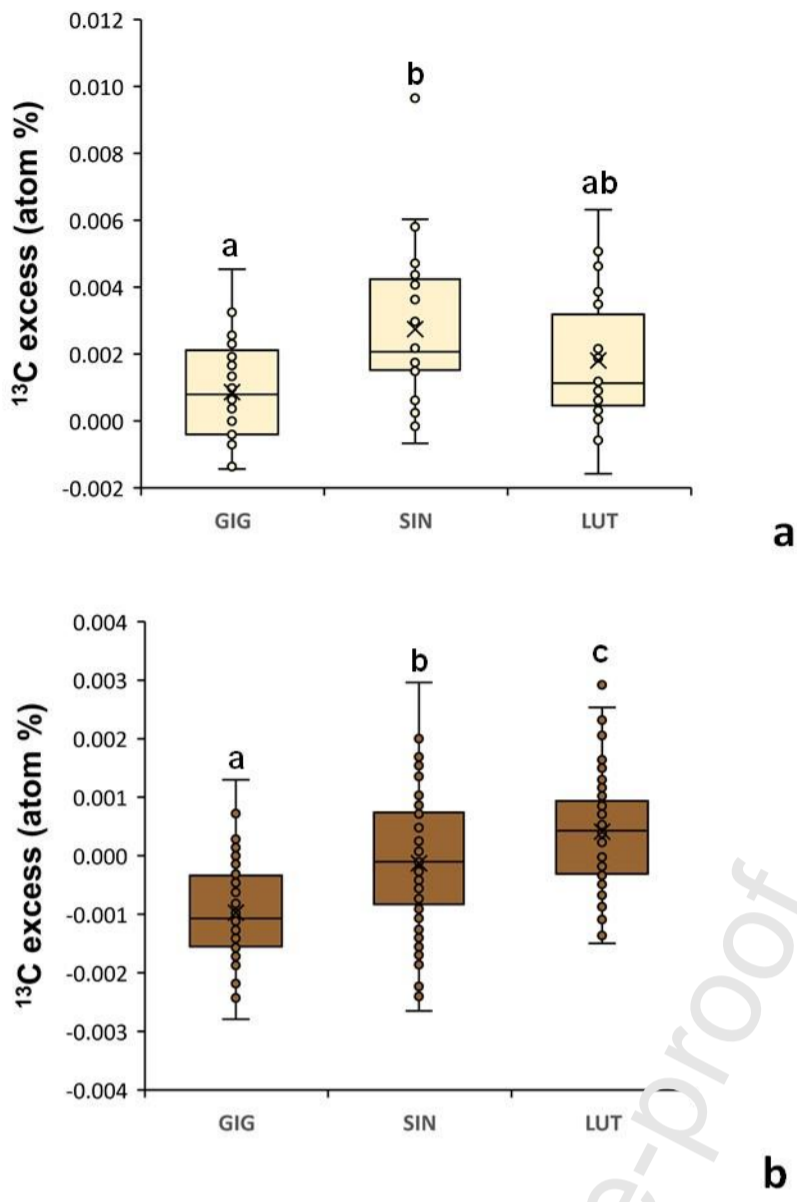 0.012
0.010
0.008
0.006
0.004
0.002
0.000
-0.002
¹³C excess (atom %)
a
b
ab
GIG SIN LUT
a
0.004
0.003
0.002
0.001
0.000
-0.001
-0.002
-0.003
-0.004
¹³C excess (atom %)
a
b
c
GIG SIN LUT
b
e-proof